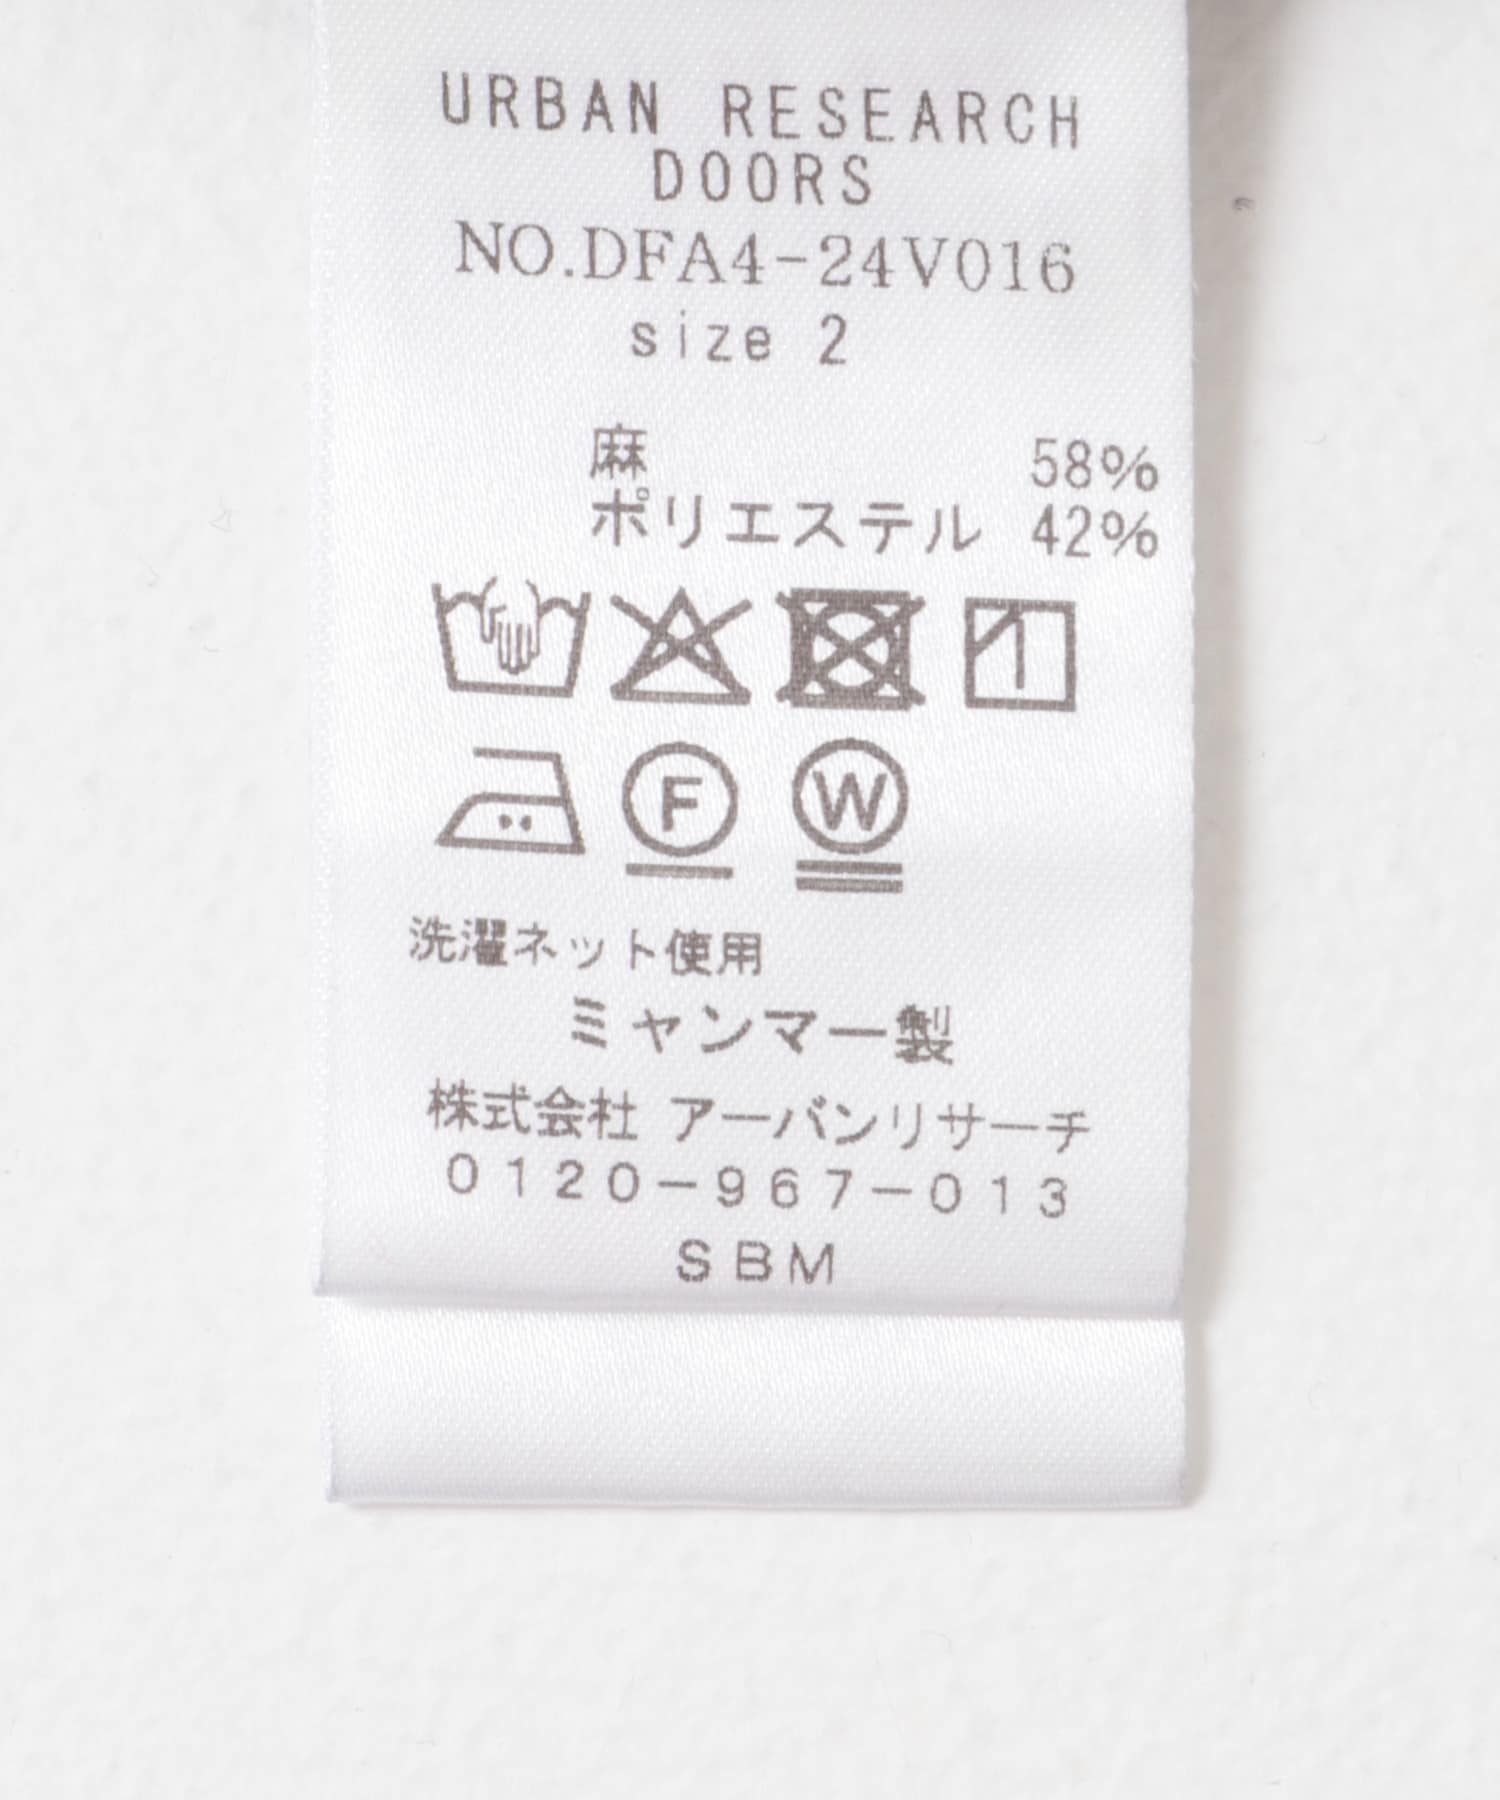 URBAN RESEARCH
DOORS
NO.DFA4-24V016
size 2
麻 58%
ポリエステル 42%
F W
洗濯ネット使用
ミャンマー製
株式会社 アーバンリサーチ
0120-967-013
SBM